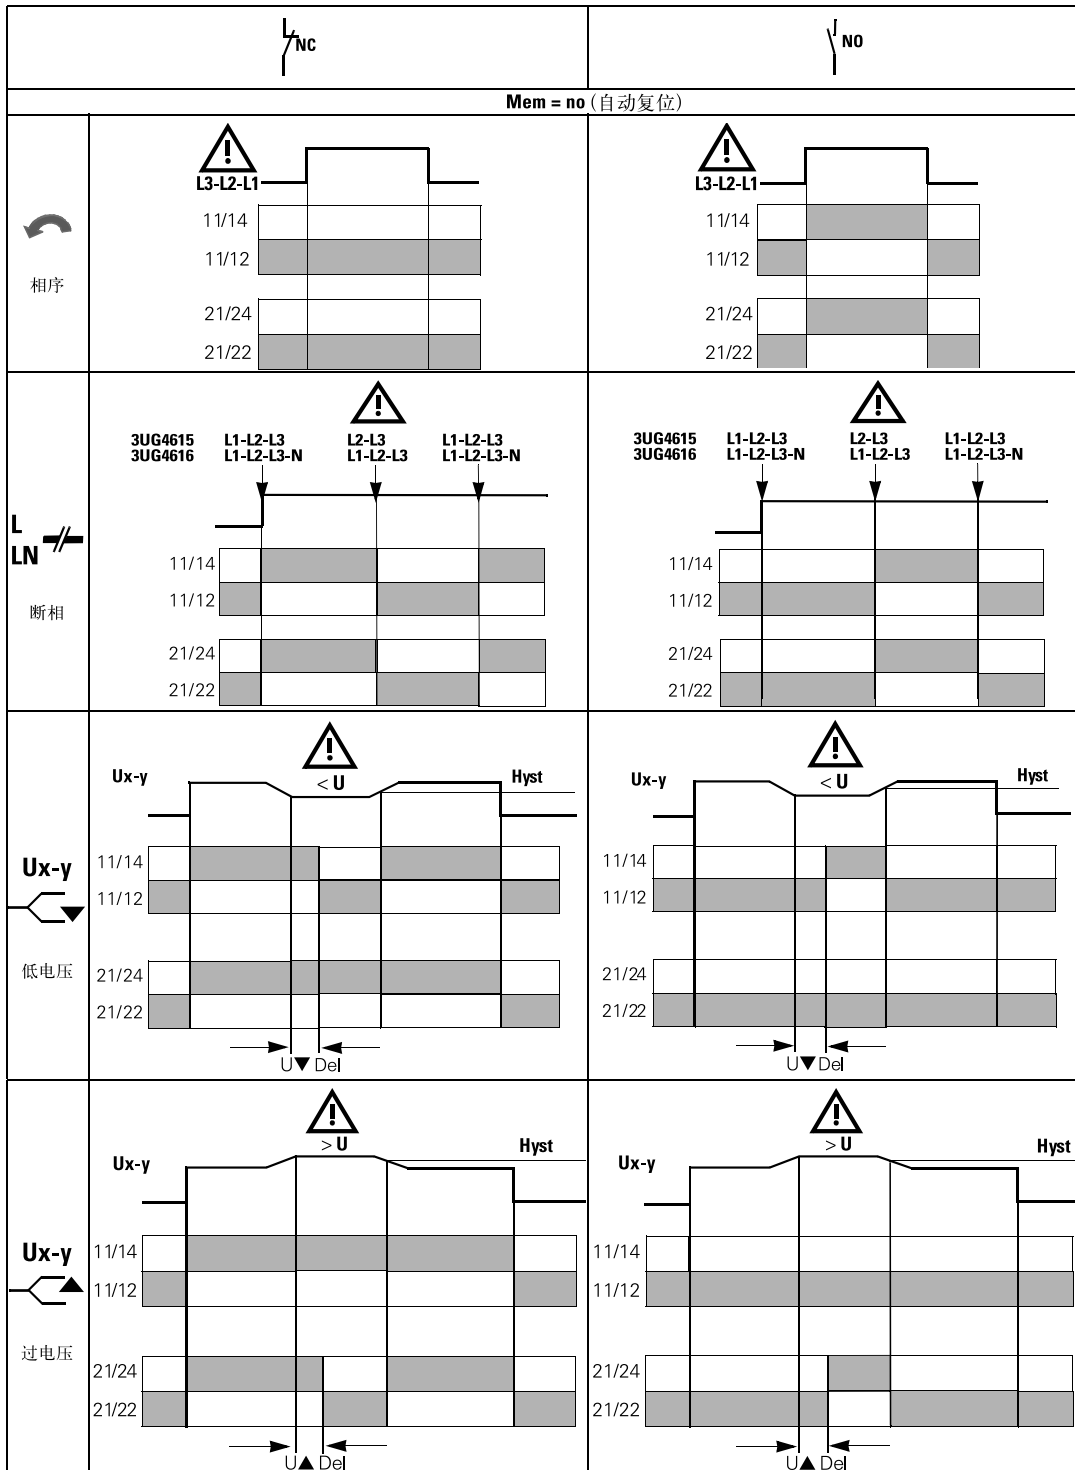 NC
NO
Mem = no (自动复位)
相序
L3-L2-L1
11/14
11/12
21/24
21/22
L3-L2-L1
11/14
11/12
21/24
21/22
L
LN
断相
3UG4615 L1-L2-L3 L2-L3 L1-L2-L3
3UG4616 L1-L2-L3-N L1-L2-L3 L1-L2-L3-N
11/14
11/12
21/24
21/22
3UG4615 L1-L2-L3 L2-L3 L1-L2-L3
3UG4616 L1-L2-L3-N L1-L2-L3 L1-L2-L3-N
11/14
11/12
21/24
21/22
Ux-y
低电压
Ux-y < U Hyst
11/14
11/12
21/24
21/22
U▼ Del
Ux-y < U Hyst
11/14
11/12
21/24
21/22
U▼ Del
Ux-y
过电压
Ux-y > U Hyst
11/14
11/12
21/24
21/22
U▲ Del
Ux-y > U Hyst
11/14
11/12
21/24
21/22
U▲ Del